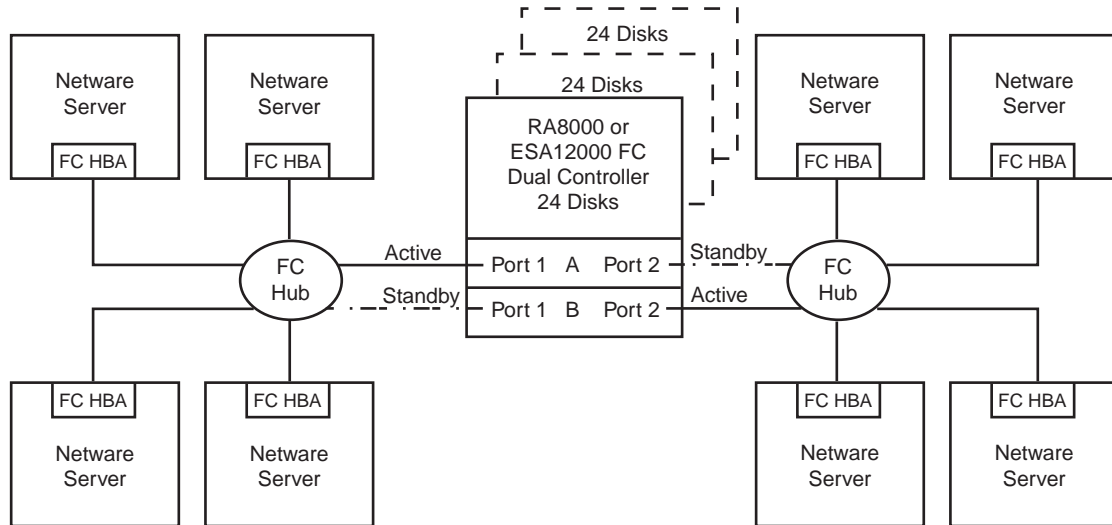 24 Disks
Netware
Server
Netware
Server
24 Disks
Netware
Server
Netware
Server
RA8000 or
ESA12000 FC
Dual Controller
24 Disks
FC HBA
FC HBA
FC HBA
FC HBA
FC
Hub
Active
Port 1 A Port 2
Standby
FC
Hub
Standby
Port 1 B Port 2
Active
FC HBA
FC HBA
FC HBA
FC HBA
Netware
Server
Netware
Server
Netware
Server
Netware
Server